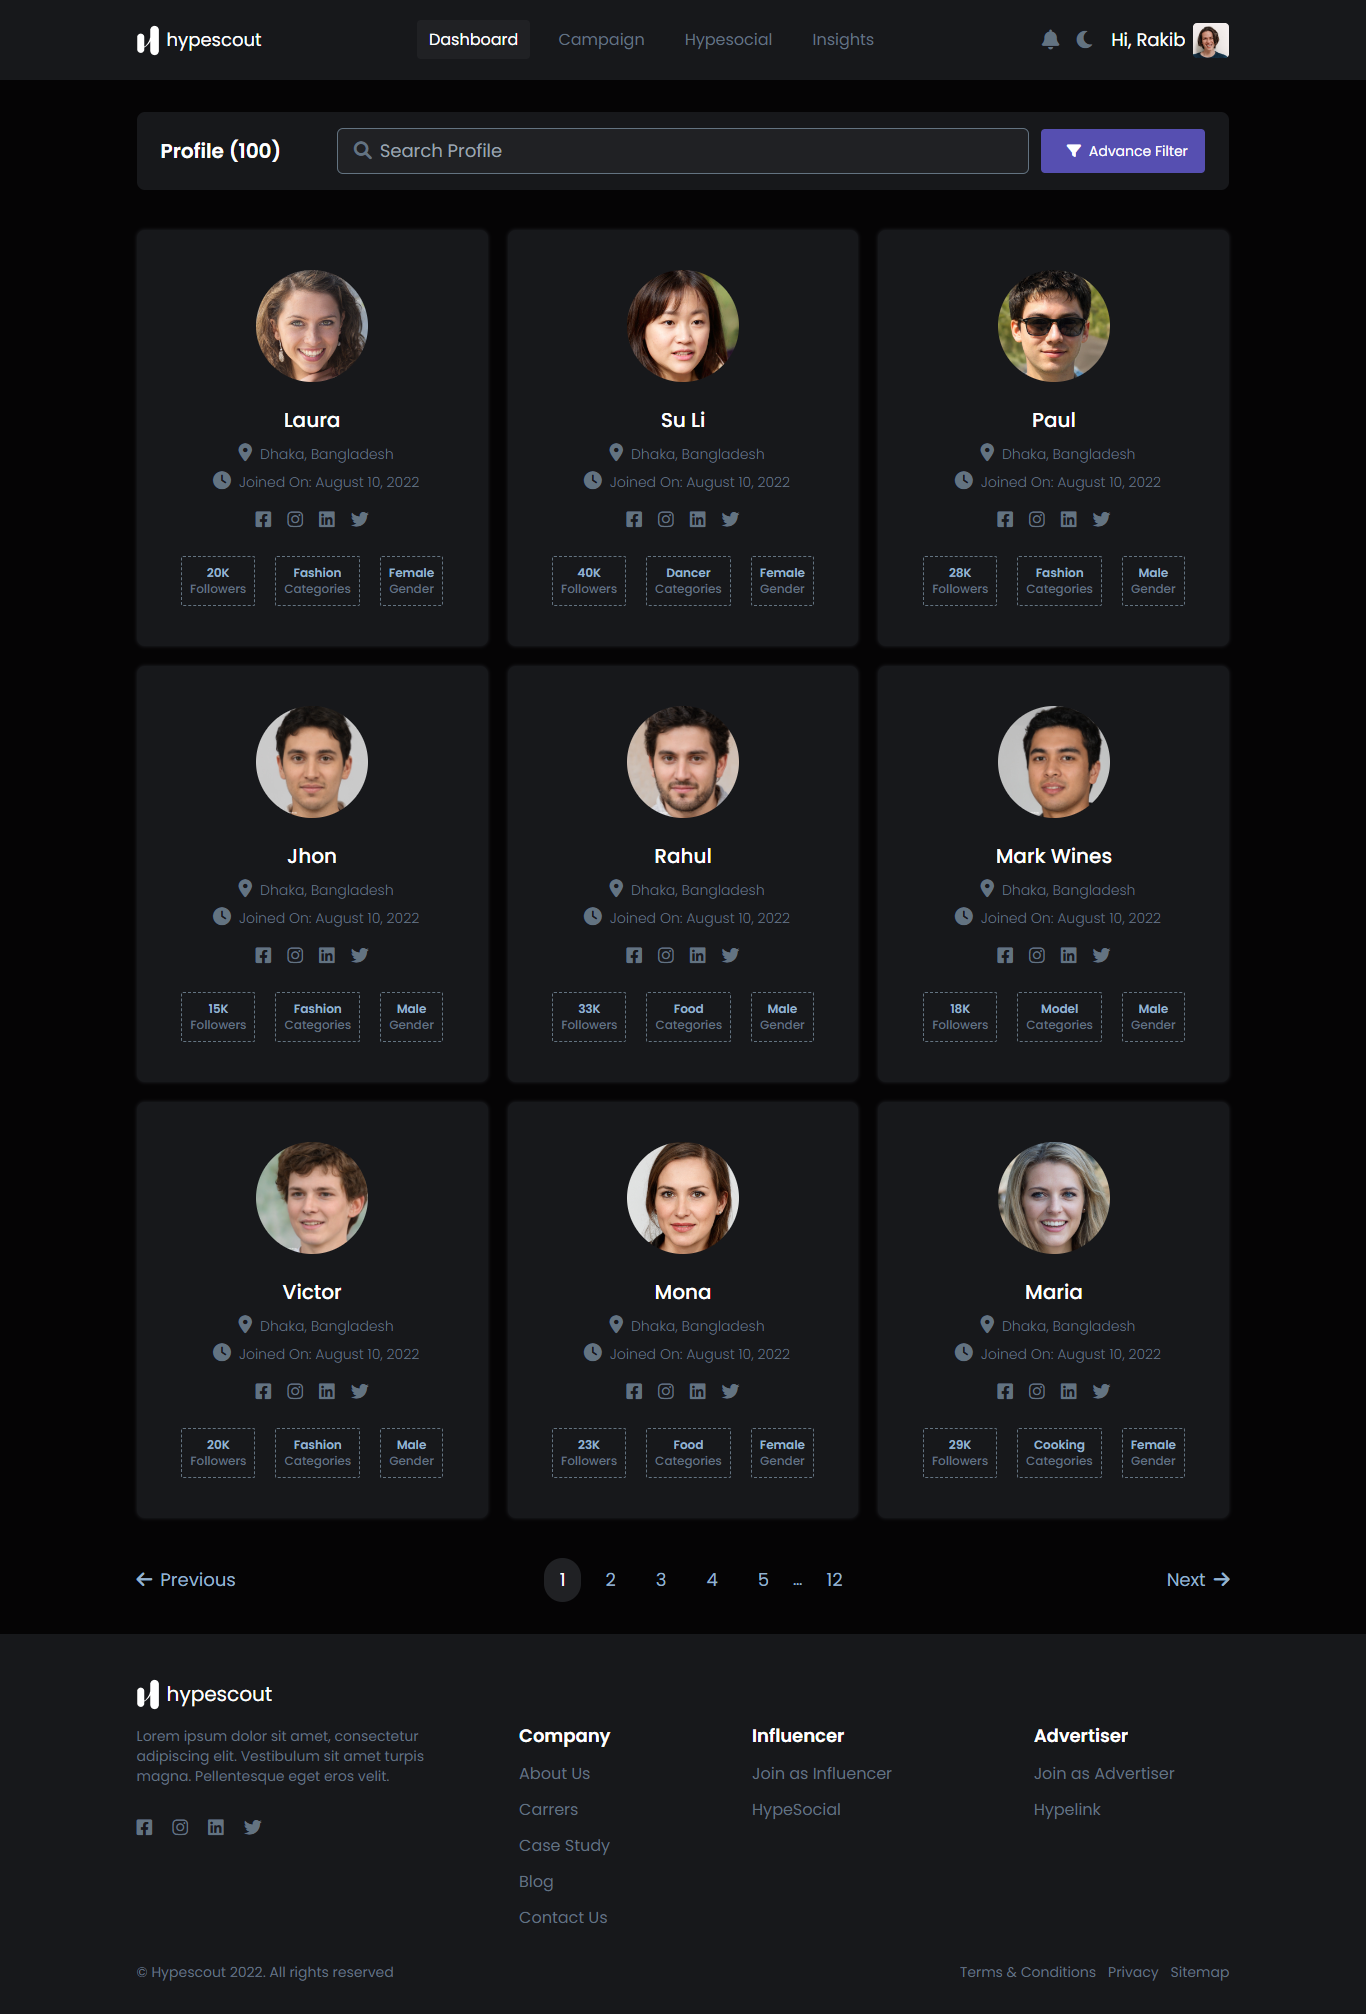 hypescout
Dashboard
Campaign
Hypesocial
Insights
Hi, Rakib
Profile (100)
Search Profile
Advance Filter
Laura
Dhaka, Bangladesh
Joined On: August 10, 2022
20K
Followers
Fashion
Categories
Female
Gender
Su Li
Dhaka, Bangladesh
Joined On: August 10, 2022
40K
Followers
Dancer
Categories
Female
Gender
Paul
Dhaka, Bangladesh
Joined On: August 10, 2022
28K
Followers
Fashion
Categories
Male
Gender
Jhon
Dhaka, Bangladesh
Joined On: August 10, 2022
15K
Followers
Fashion
Categories
Male
Gender
Rahul
Dhaka, Bangladesh
Joined On: August 10, 2022
33K
Followers
Food
Categories
Male
Gender
Mark Wines
Dhaka, Bangladesh
Joined On: August 10, 2022
18K
Followers
Model
Categories
Male
Gender
Victor
Dhaka, Bangladesh
Joined On: August 10, 2022
20K
Followers
Fashion
Categories
Male
Gender
Mona
Dhaka, Bangladesh
Joined On: August 10, 2022
23K
Followers
Food
Categories
Female
Gender
Maria
Dhaka, Bangladesh
Joined On: August 10, 2022
29K
Followers
Cooking
Categories
Female
Gender
Previous
1 2 3 4 5 ... 12
Next
hypescout
Lorem ipsum dolor sit amet, consectetur
adipiscing elit. Vestibulum sit amet turpis
magna. Pellentesque eget eros velit.
Company
About Us
Carrers
Case Study
Blog
Contact Us
Influencer
Join as Influencer
HypeSocial
Advertiser
Join as Advertiser
Hypelink
© Hypescout 2022. All rights reserved
Terms & Conditions
Privacy
Sitemap